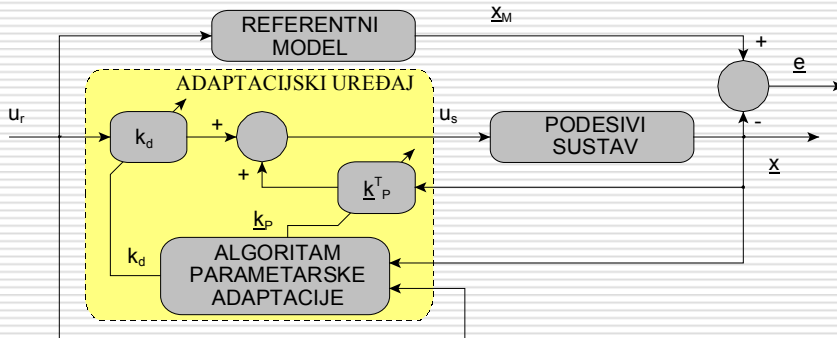 REFERENTNI
MODEL
x_M
+
e
-
ADAPTACIJSKI UREĐAJ
u_r
k_d
+
+
u_s
PODESIVI
SUSTAV
x
k^T_P
k_P
k_d
ALGORITAM
PARAMETARSKE
ADAPTACIJE